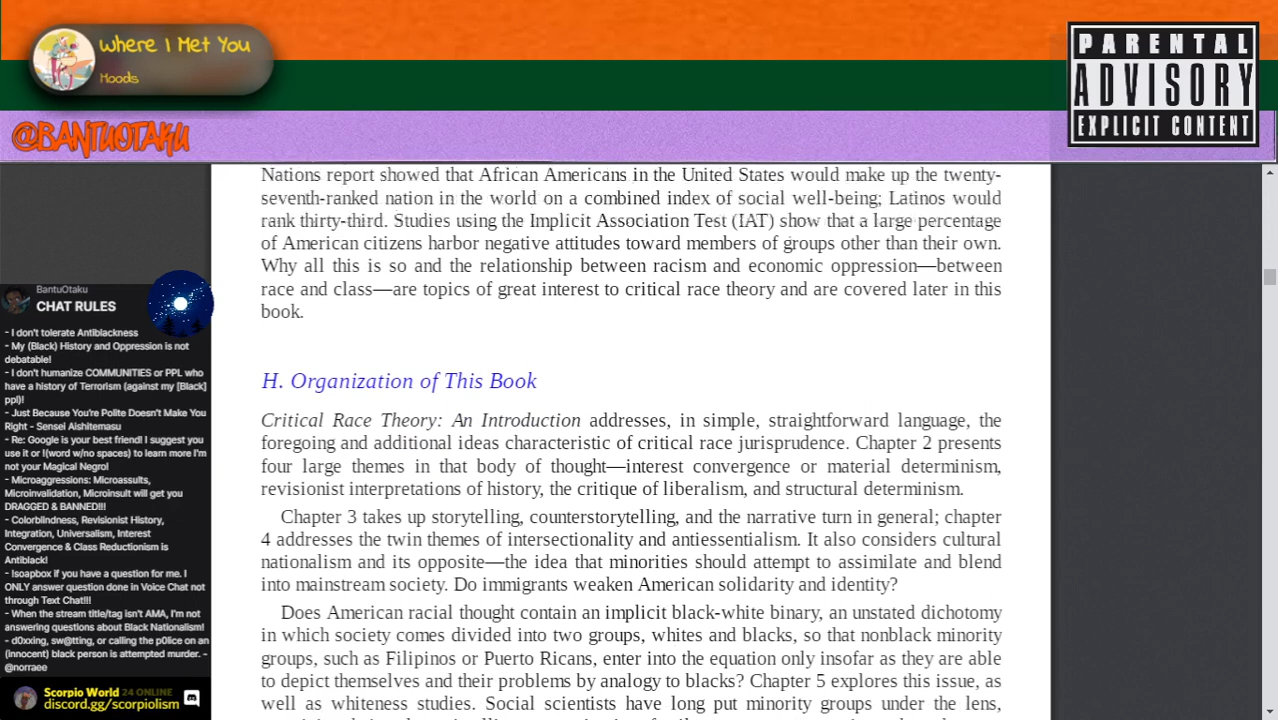 Where I Met You
Moods
PARENTAL
ADVISORY
EXPLICIT CONTENT
@BANTUOTAKU
BantuOtaku
CHAT RULES
- I don't tolerate Antiblackness
- My (Black) History and Oppression is not
debatable!
- I don't humanize COMMUNITIES or PPL who
have a history of Terrorism (against my [Black]
ppl)!
- Just Because You're Polite Doesn't Make You
Right - Sensei Aishitemasu
- Re: Google is your best friend! I suggest you
use it or !(word w/no spaces) to learn more I'm
not your Magical Negro!
- Microaggressions: Microassults,
Microinvalidation, Microinsult will get you
DRAGGED & BANNED!!!
- Colorblindness, Revisionist History,
Integration, Universalism, Interest
Convergence & Class Reductionism is
Antiblack!
- !soapbox if you have a question for me. I
ONLY answer question done in Voice Chat not
through Text Chat!!!
- When the stream title/tag isn't AMA, I'm not
answering questions about Black Nationalism!
- d0xxing, sw@tting, or calling the p0lice on an
(innocent) black person is attempted murder. -
@norraee
Scorpio World 24 ONLINE
discord.gg/scorpiolism
Nations report showed that African Americans in the United States would make up the twenty-
seventh-ranked nation in the world on a combined index of social well-being; Latinos would
rank thirty-third. Studies using the Implicit Association Test (IAT) show that a large percentage
of American citizens harbor negative attitudes toward members of groups other than their own.
Why all this is so and the relationship between racism and economic oppression—between
race and class—are topics of great interest to critical race theory and are covered later in this
book.
H. Organization of This Book
Critical Race Theory: An Introduction addresses, in simple, straightforward language, the
foregoing and additional ideas characteristic of critical race jurisprudence. Chapter 2 presents
four large themes in that body of thought—interest convergence or material determinism,
revisionist interpretations of history, the critique of liberalism, and structural determinism.
Chapter 3 takes up storytelling, counterstorytelling, and the narrative turn in general; chapter
4 addresses the twin themes of intersectionality and antiessentialism. It also considers cultural
nationalism and its opposite—the idea that minorities should attempt to assimilate and blend
into mainstream society. Do immigrants weaken American solidarity and identity?
Does American racial thought contain an implicit black-white binary, an unstated dichotomy
in which society comes divided into two groups, whites and blacks, so that nonblack minority
groups, such as Filipinos or Puerto Ricans, enter into the equation only insofar as they are able
to depict themselves and their problems by analogy to blacks? Chapter 5 explores this issue, as
well as whiteness studies. Social scientists have long put minority groups under the lens,